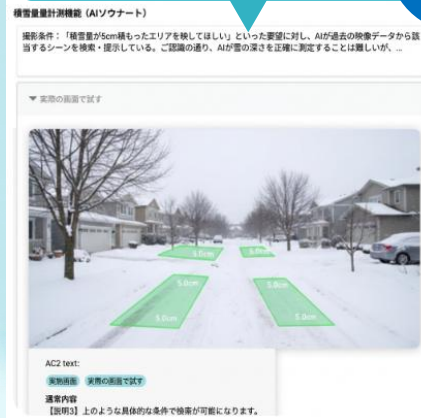 積雪量量計測機能（AIソウナート）
撮影条件：「積雪量が5cm積もったエリアを映してほしい」といった要望に対し、AIが過去の映像データから該
当するシーンを検索・提示している。ご認識の通り、AIが雪の深さを正確に測定することは難しいが、...
▼ 実際の画面で試す
5.0cm
5.0cm
5.0cm
5.0cm
5.0cm
5.0cm
AC2 text:
実際の画面で試す
通常内容
【説明3】上のような具体的な条件で検索が可能になります。